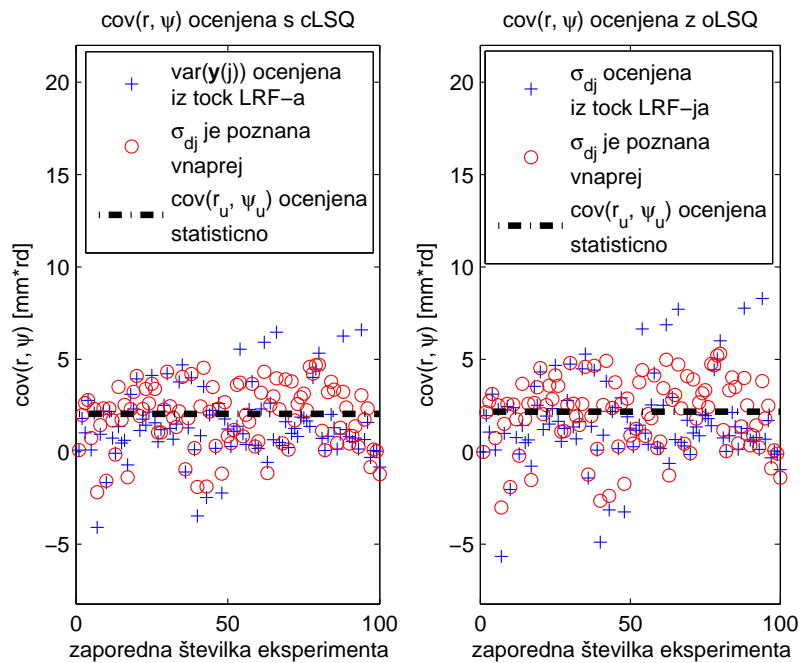 cov(r, ψ) ocenjena s cLSQ
20
15
10
5
0
−5
0
50
100
cov(r, ψ) [mm*rd]
zaporedna številka eksperimenta
var(y(j)) ocenjena
iz tock LRF−a
σdj je poznana
vnaprej
cov(ru, ψu) ocenjena
statisticno
cov(r, ψ) ocenjena z oLSQ
20
15
10
5
0
−5
0
50
100
cov(r, ψ) [mm*rd]
zaporedna številka eksperimenta
σdj ocenjena
iz tock LRF−ja
σdj je poznana
vnaprej
cov(ru, ψu) ocenjena
statisticno